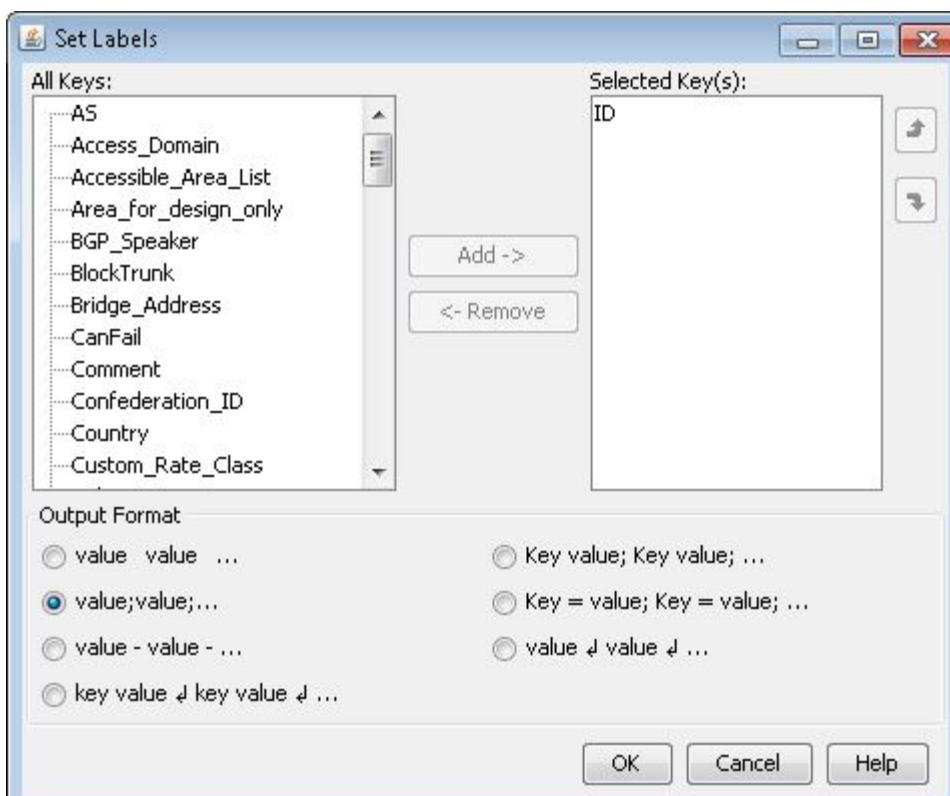 Set Labels
All Keys:
AS
Access_Domain
Accessible_Area_List
Area_for_design_only
BGP_Speaker
BlockTrunk
Bridge_Address
CanFail
Comment
Confederation_ID
Country
Custom_Rate_Class
Add ->
<- Remove
Selected Key(s):
ID
Output Format
value value ...
value;value;...
value - value - ...
key value ↲ key value ↲ ...
Key value; Key value; ...
Key = value; Key = value; ...
value ↲ value ↲ ...
OK
Cancel
Help